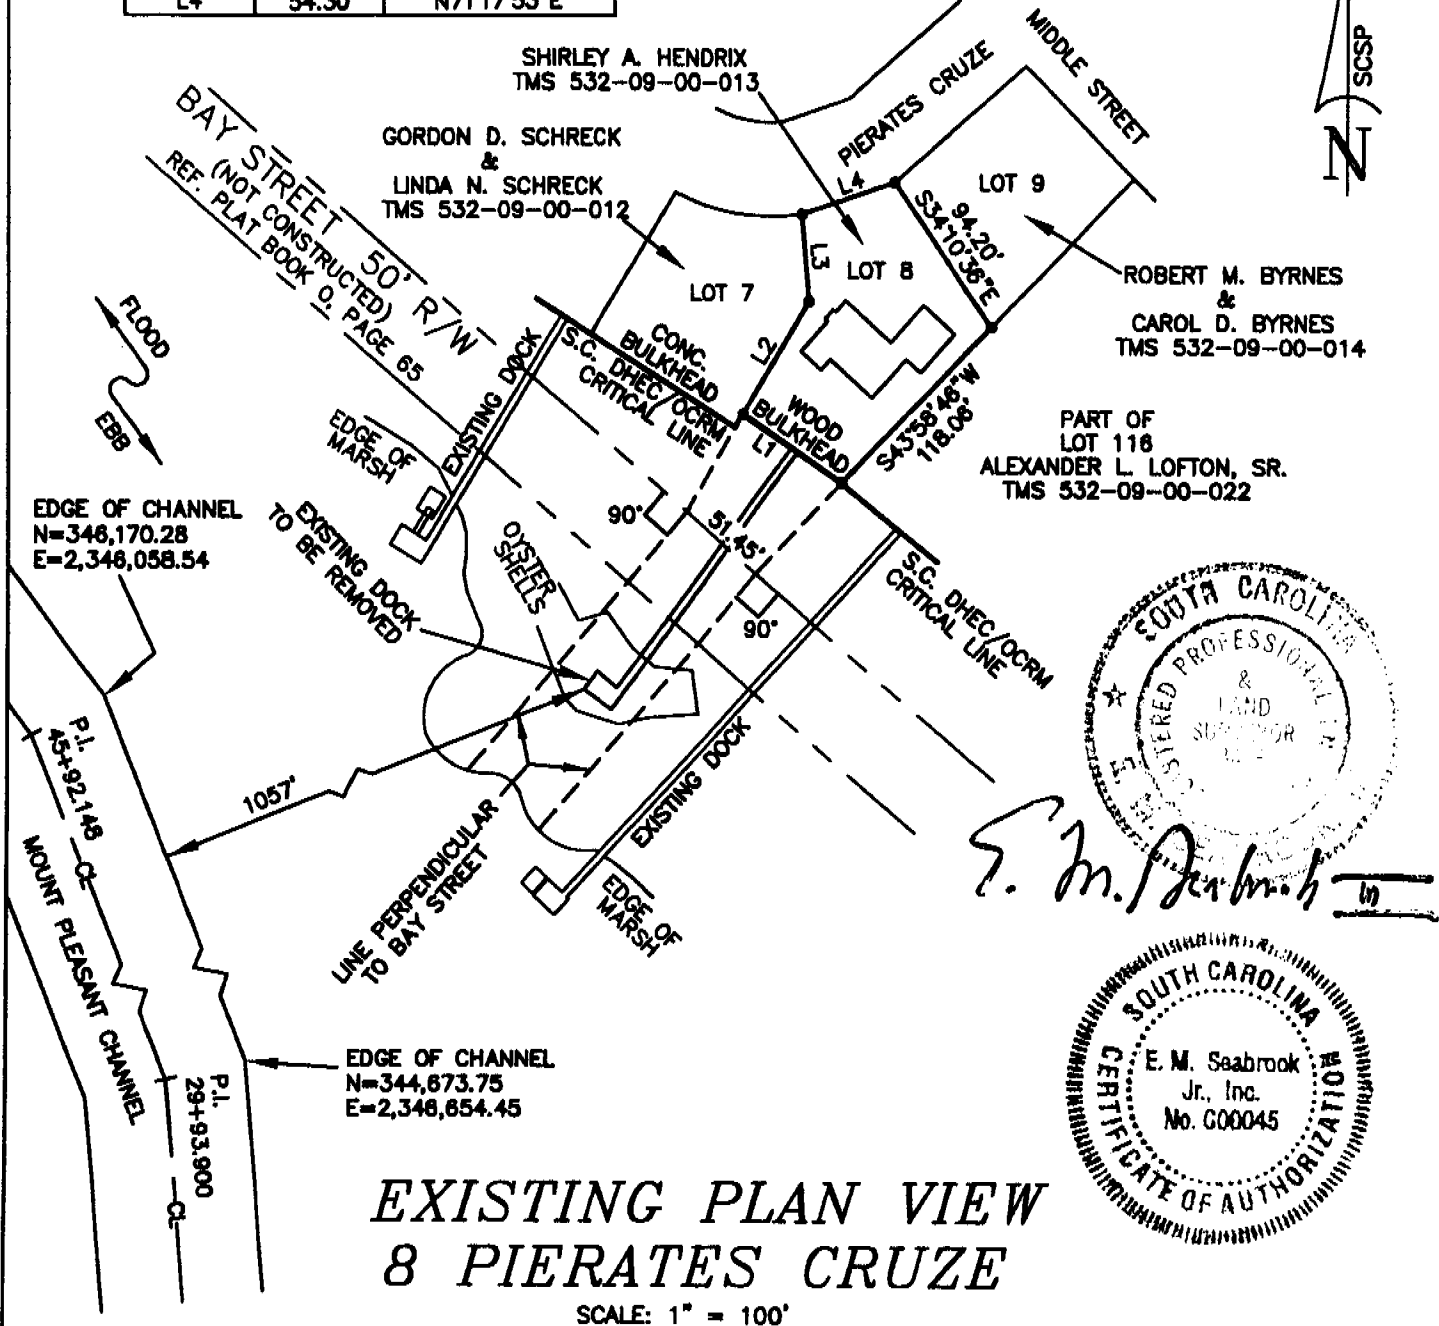 L4 54.30' N71°17'53"E
SHIRLEY A. HENDRIX
TMS 532-09-00-013
MIDDLE STREET
PIERATES CRUZE
SCSP
N
BAY STREET 50' R/W
(NOT CONSTRUCTED)
REF. PLAT BOOK O, PAGE 65
GORDON D. SCHRECK
&
LINDA N. SCHRECK
TMS 532-09-00-012
L4
LOT 9
94.20'
S34°10'36"E
L3
LOT 8
LOT 7
ROBERT M. BYRNES
&
CAROL D. BYRNES
TMS 532-09-00-014
FLOOD
EBB
CONC.
BULKHEAD
S.C. DHEC/OCRM
CRITICAL LINE
L2
WOOD
BULKHEAD
L1
S43°58'46"W
118.06'
PART OF
LOT 116
ALEXANDER L. LOFTON, SR.
TMS 532-09-00-022
EXISTING DOCK
EDGE OF
MARSH
EDGE OF CHANNEL
N=346,170.28
E=2,346,058.54
EXISTING DOCK
TO BE REMOVED
OYSTER
SHELLS
90°
51.45'
90°
S.C. DHEC/OCRM
CRITICAL LINE
SOUTH CAROLINA
REGISTERED PROFESSIONAL
&
LAND
SURVEYOR
P.I.
45+92.148
CL
1057'
MOUNT PLEASANT CHANNEL
LINE PERPENDICULAR
TO BAY STREET
EXISTING DOCK
EDGE OF
MARSH
E. M. Seabrook
SOUTH CAROLINA
CERTIFICATE OF AUTHORIZATION
E. M. Seabrook
Jr., Inc.
No. C00045
EDGE OF CHANNEL
N=344,673.75
E=2,346,654.45
P.I.
29+93.900
CL
EXISTING PLAN VIEW
8 PIERATES CRUZE
SCALE: 1" = 100'